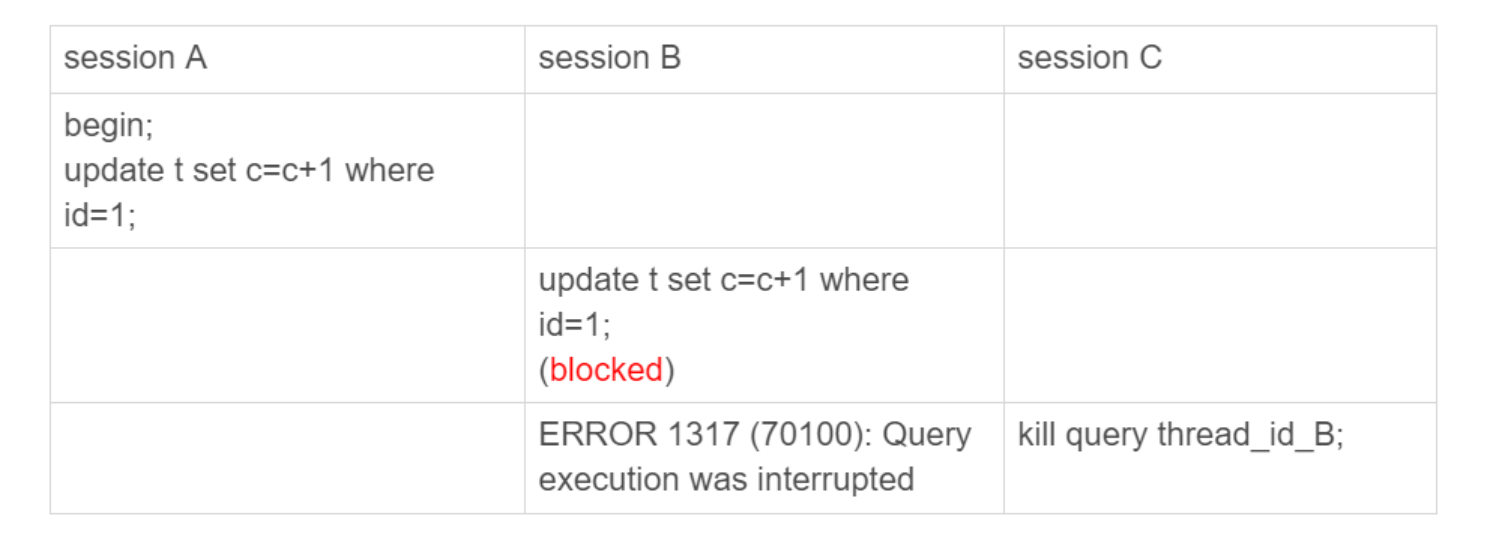 session A
session B
session C
begin;
update t set c=c+1 where
id=1;
update t set c=c+1 where
id=1;
(blocked)
ERROR 1317 (70100): Query
execution was interrupted
kill query thread_id_B;